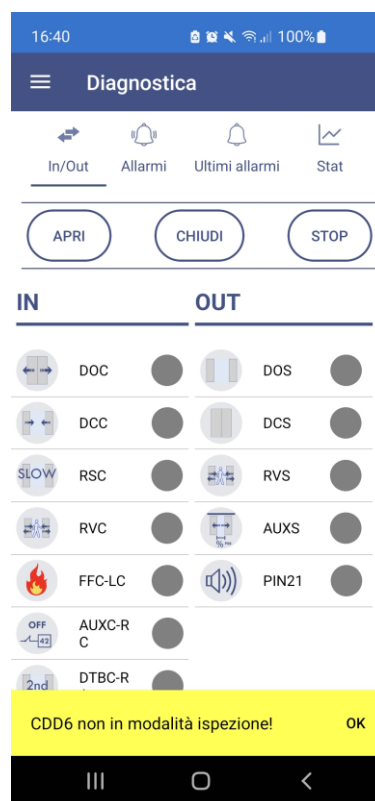 16:40 100%
Diagnostica
In/Out Allarmi Ultimi allarmi Stat
APRI CHIUDI STOP
IN OUT
DOC DOS
DCC DCS
SLOW RSC RVS
RVC % AUXS
FFC-LC PIN21
OFF 42 AUXC-R
C
2nd DTBC-R
CDD6 non in modalità ispezione! OK